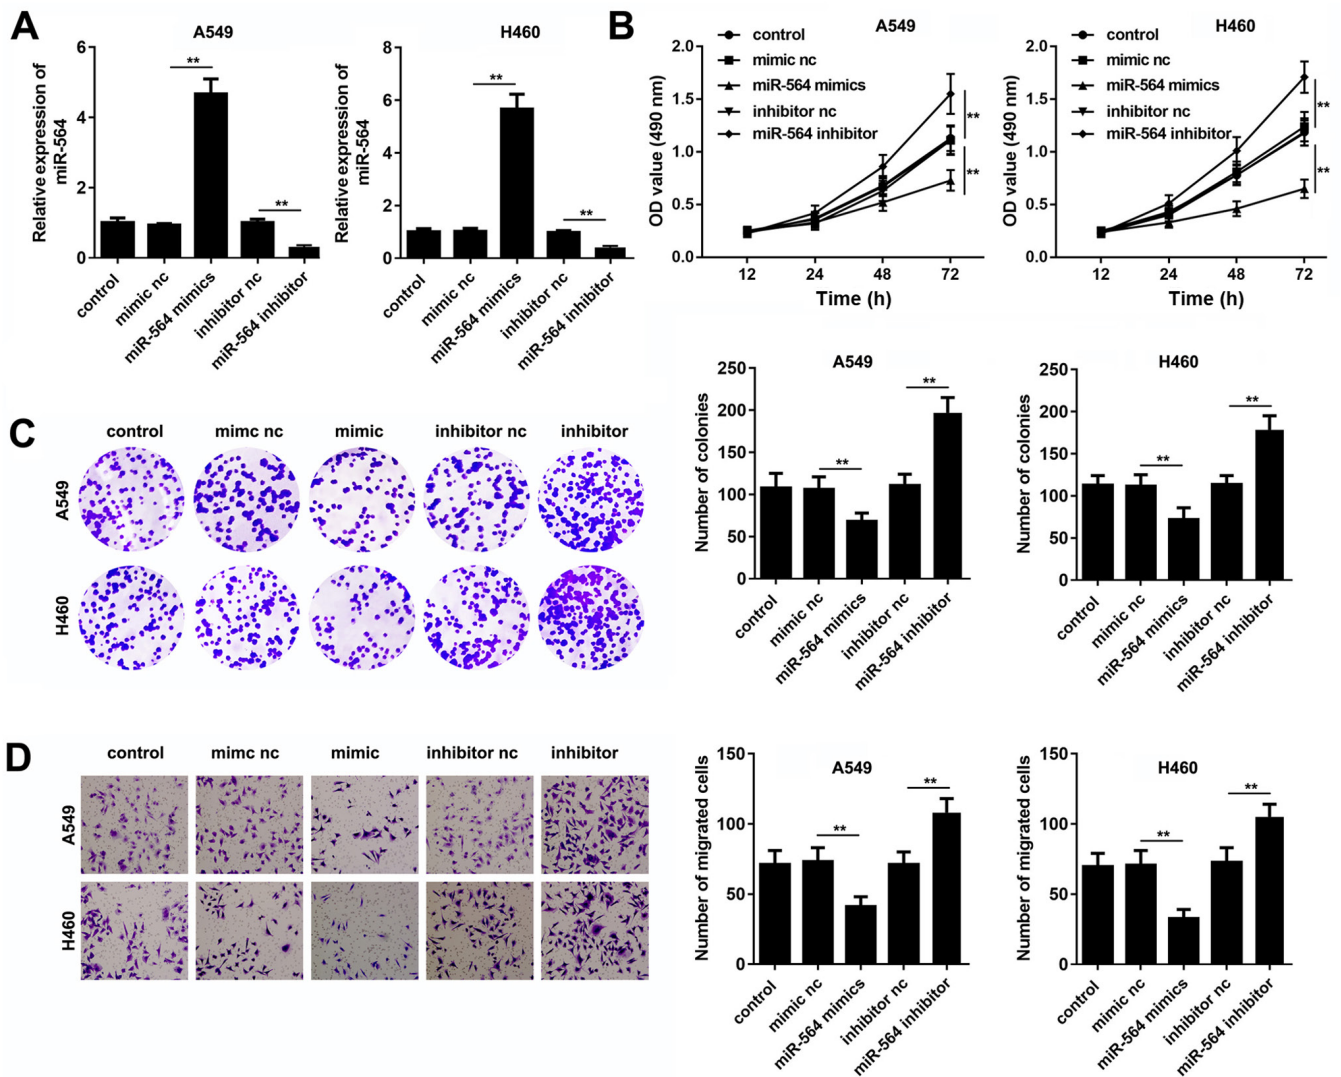 A
A549
Relative expression of
miR-564
6
4
2
0
**
**
control
mimic nc
miR-564 mimics
inhibitor nc
miR-564 inhibitor
H460
Relative expression of
miR-564
8
6
4
2
0
**
**
control
mimic nc
miR-564 mimics
inhibitor nc
miR-564 inhibitor
B
A549
control
mimic nc
miR-564 mimics
inhibitor nc
miR-564 inhibitor
OD value (490 nm)
2.0
1.5
1.0
0.5
0.0
**
**
12 24 48 72
Time (h)
H460
control
mimic nc
miR-564 mimics
inhibitor nc
miR-564 inhibitor
OD value (490 nm)
2.0
1.5
1.0
0.5
0.0
**
**
12 24 48 72
Time (h)
C
control mimc nc mimic inhibitor nc inhibitor
A549
H460
A549
Number of colonies
250
200
150
100
50
0
**
**
control
mimic nc
miR-564 mimics
inhibitor nc
miR-564 inhibitor
H460
Number of colonies
250
200
150
100
50
0
**
**
control
mimic nc
miR-564 mimics
inhibitor nc
miR-564 inhibitor
D
control mimc nc mimic inhibitor nc inhibitor
A549
H460
A549
Number of migrated cells
150
100
50
0
**
**
control
mimic nc
miR-564 mimics
inhibitor nc
miR-564 inhibitor
H460
Number of migrated cells
150
100
50
0
**
**
control
mimic nc
miR-564 mimics
inhibitor nc
miR-564 inhibitor